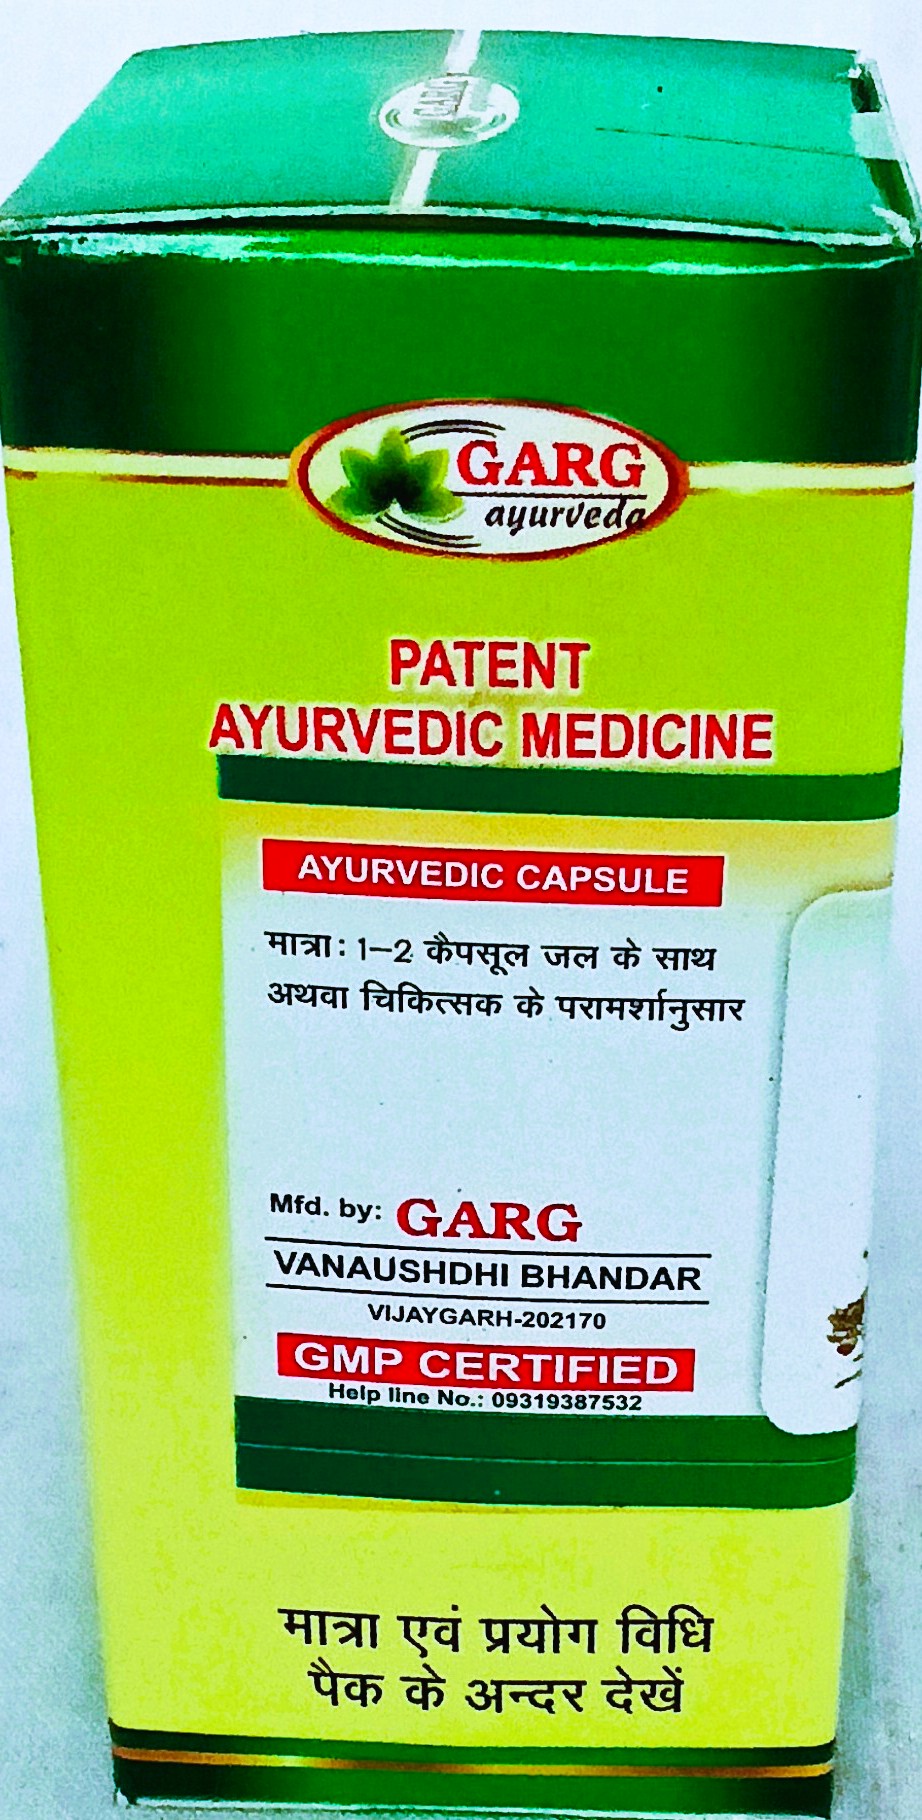 GARG
GARG
ayurveda
PATENT
AYURVEDIC MEDICINE
AYURVEDIC CAPSULE
मात्रा: 1-2 कैपसूल जल के साथ
अथवा चिकित्सक के परामर्शानुसार
Mfd. by: GARG
VANAUSHDHI BHANDAR
VIJAYGARH-202170
GMP CERTIFIED
Help line No.: 09319387532
मात्रा एवं प्रयोग विधि
पैक के अन्दर देखें